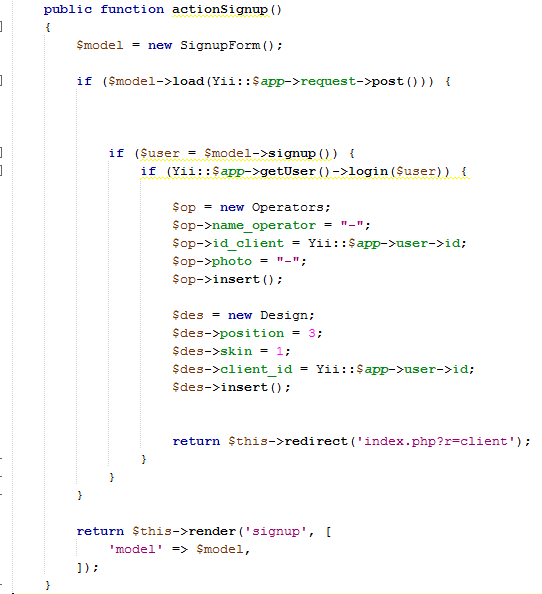 public function actionSignup()
{
$model = new SignupForm();
if ($model->load(Yii::$app->request->post())) {
if ($user = $model->signup()) {
if (Yii::$app->getUser()->login($user)) {
$op = new Operators;
$op->name_operator = "-";
$op->id_client = Yii::$app->user->id;
$op->photo = "-";
$op->insert();
$des = new Design;
$des->position = 3;
$des->skin = 1;
$des->client_id = Yii::$app->user->id;
$des->insert();
return $this->redirect('index.php?r=client');
}
}
}
return $this->render('signup', [
'model' => $model,
]);
}